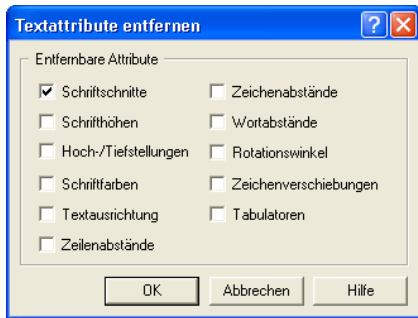 Textattribute entfernen
Entfernbare Attribute
Schriftschnitte
Schrifthöhen
Hoch-/Tiefstellungen
Schriftfarben
Textausrichtung
Zeilenabstände
Zeichenabstände
Wortabstände
Rotationswinkel
Zeichenverschiebungen
Tabulatoren
OK Abbrechen Hilfe